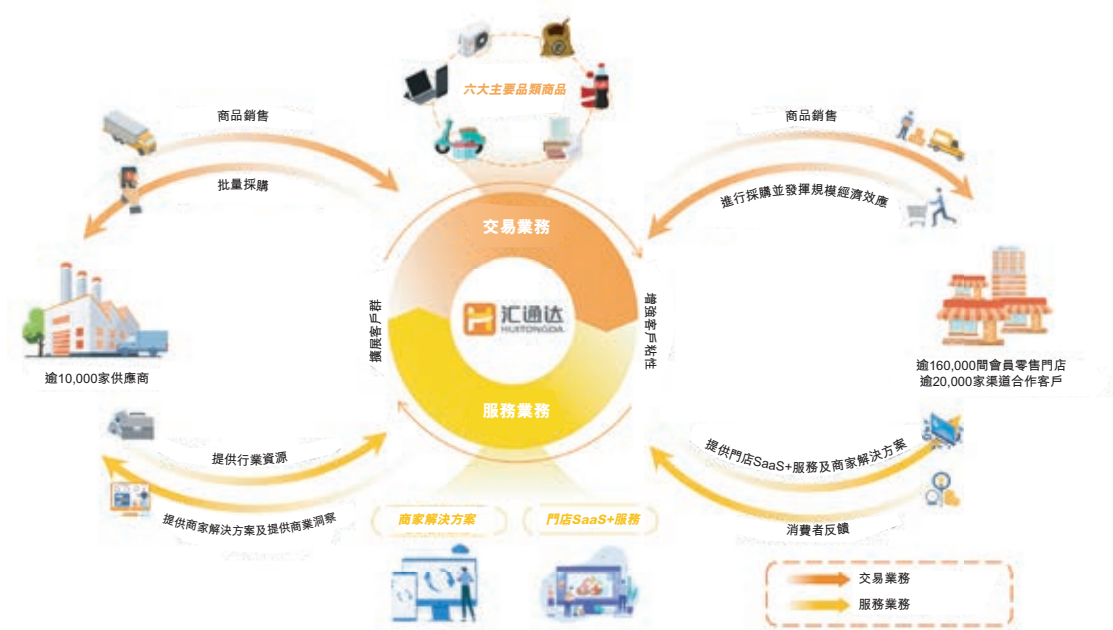 六大主要品類商品
商品銷售
批量採購
商品銷售
進行採購並發揮規模經濟效應
交易業務
汇通达
HUITONGDA
擴展客戶群
增強客戶粘性
服務業務
逾10,000家供應商
逾160,000間會員零售門店
逾20,000家渠道合作客戶
提供行業資源
提供商家解決方案及提供商業洞察
提供門店SaaS+服務及商家解決方案
消費者反饋
商家解決方案
門店SaaS+服務
交易業務
服務業務